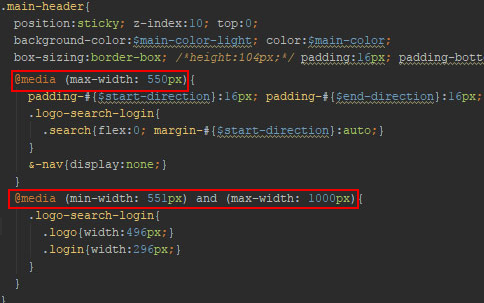 .main-header{
position:sticky; z-index:10; top:0;
background-color:$main-color-light; color:$main-color;
box-sizing:border-box; /*height:104px;*/ padding:16px; padding-bott
@media (max-width: 550px){
padding-#{$start-direction}:16px; padding-#{$end-direction}:16px;
.logo-search-login{
.search{flex:0; margin-#{$start-direction}:auto;}
}
&-nav{display:none;}
}
@media (min-width: 551px) and (max-width: 1000px){
.logo-search-login{
.logo{width:496px;}
.login{width:296px;}
}
}
}